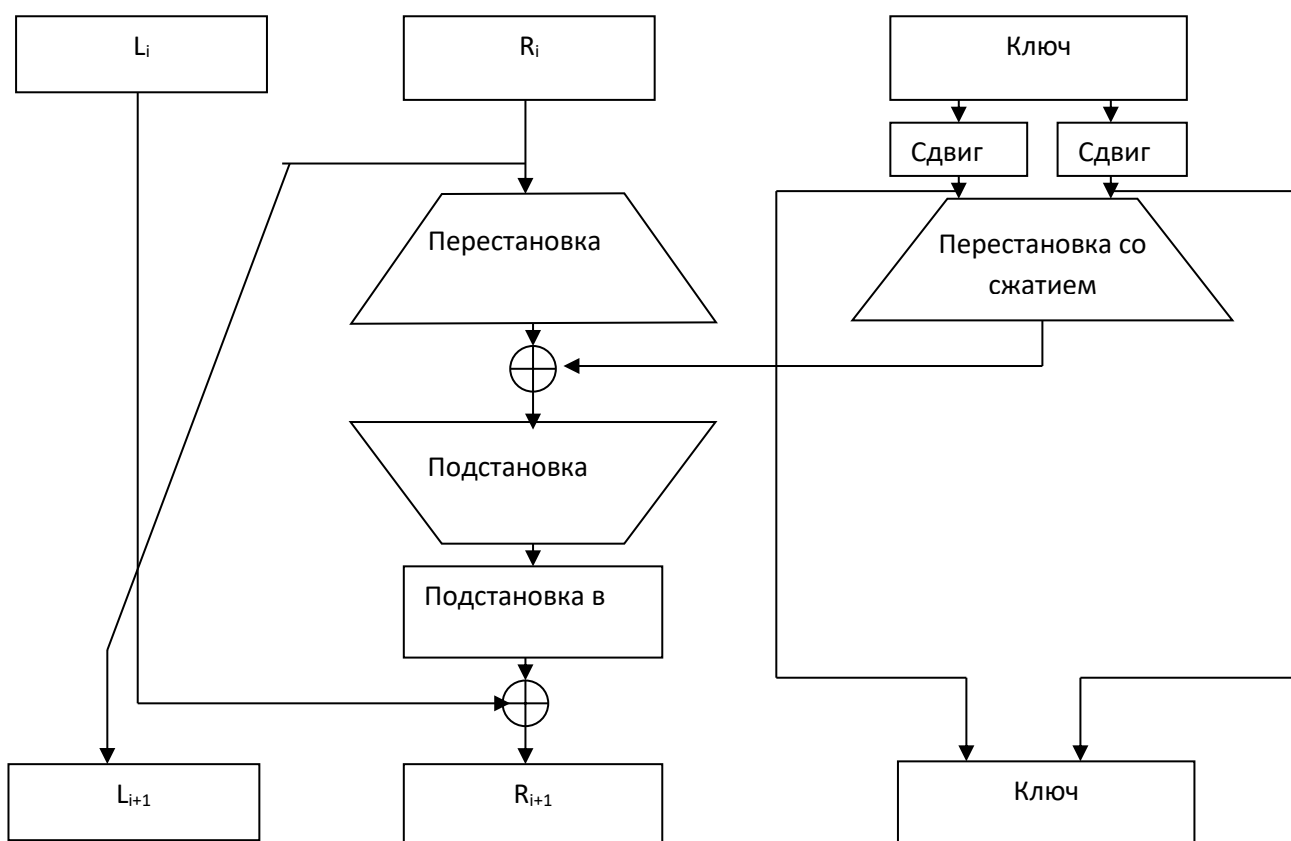 Lᵢ
Rᵢ
Ключ
Сдвиг
Сдвиг
Перестановка
Перестановка со
сжатием
Подстановка
Подстановка в
Lᵢ₊₁
Rᵢ₊₁
Ключ